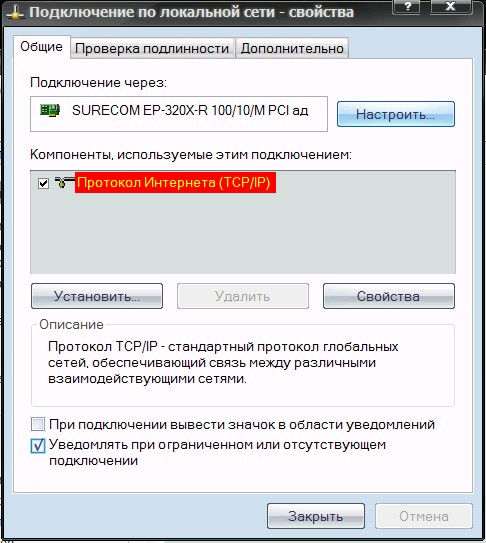 Подключение по локальной сети - свойства
Общие
Проверка подлинности
Дополнительно
Подключение через:
SURECOM EP-320X-R 100/10/M PCI ад
Настроить...
Компоненты, используемые этим подключением:
Протокол Интернета (TCP/IP)
Установить...
Удалить
Свойства
Описание
Протокол TCP/IP - стандартный протокол глобальных
сетей, обеспечивающий связь между различными
взаимодействующими сетями.
При подключении вывести значок в области уведомлений
Уведомлять при ограниченном или отсутствующем
подключении
Закрыть
Отмена